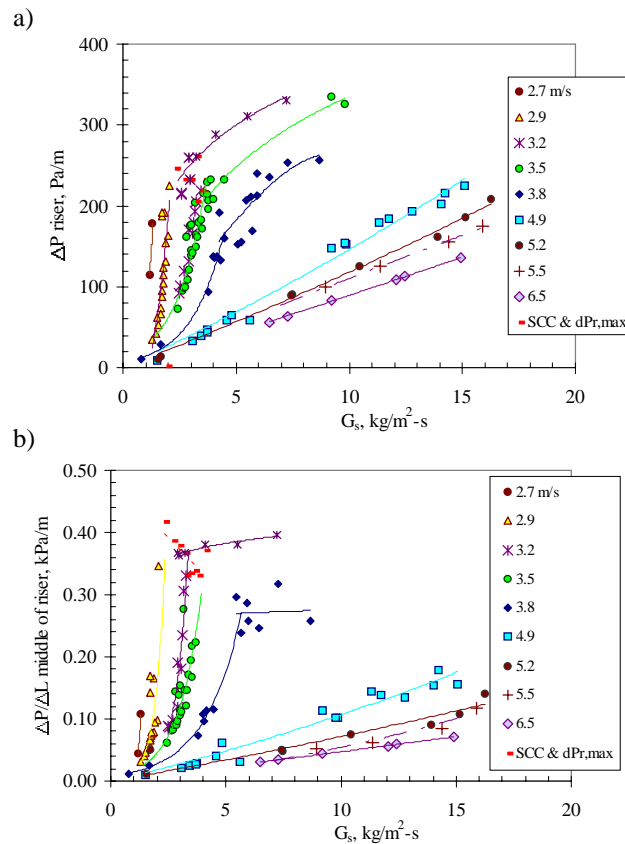 a)
400
300
200
100
0
ΔP riser, Pa/m
0 5 10 15 20
Gs, kg/m²-s
2.7 m/s
2.9
3.2
3.5
3.8
4.9
5.2
5.5
6.5
SCC & dPr,max
b)
0.50
0.40
0.30
0.20
0.10
0.00
ΔP/ΔL middle of riser, kPa/m
0 5 10 15 20
Gs, kg/m²-s
2.7 m/s
2.9
3.2
3.5
3.8
4.9
5.2
5.5
6.5
SCC & dPr,max